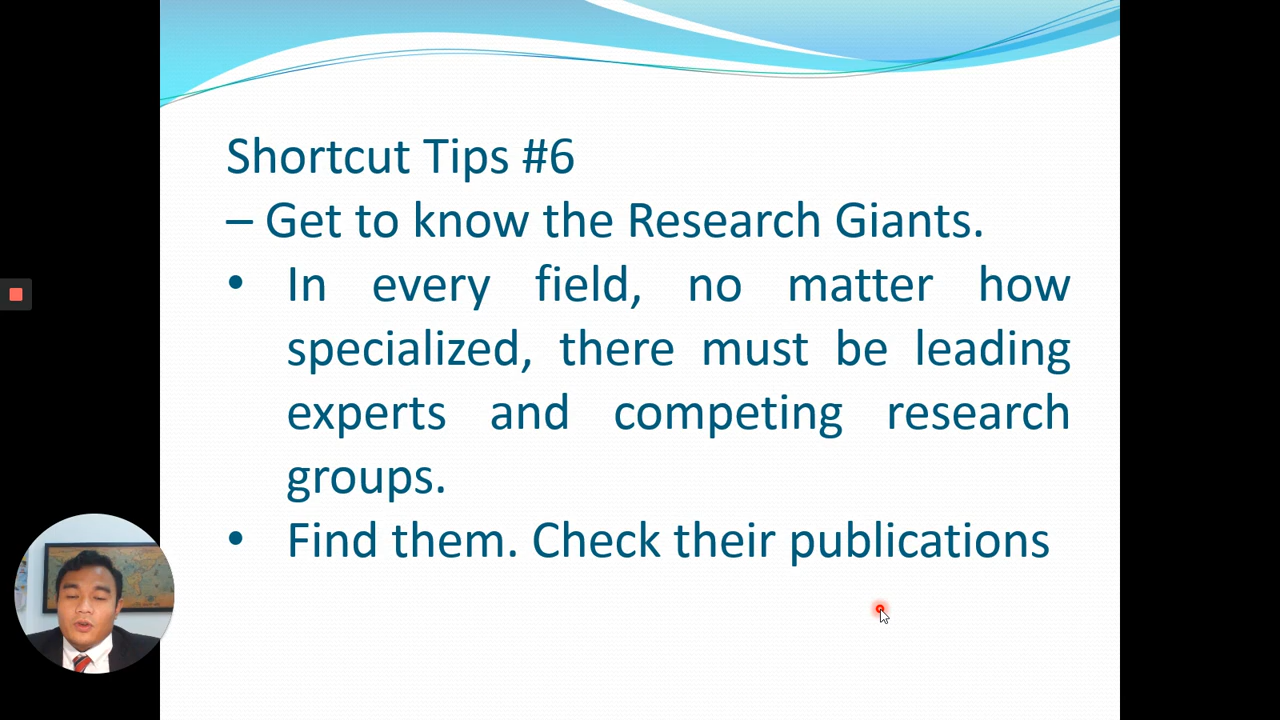 Shortcut Tips #6
– Get to know the Research Giants.
• In every field, no matter how
specialized, there must be leading
experts and competing research
groups.
• Find them. Check their publications